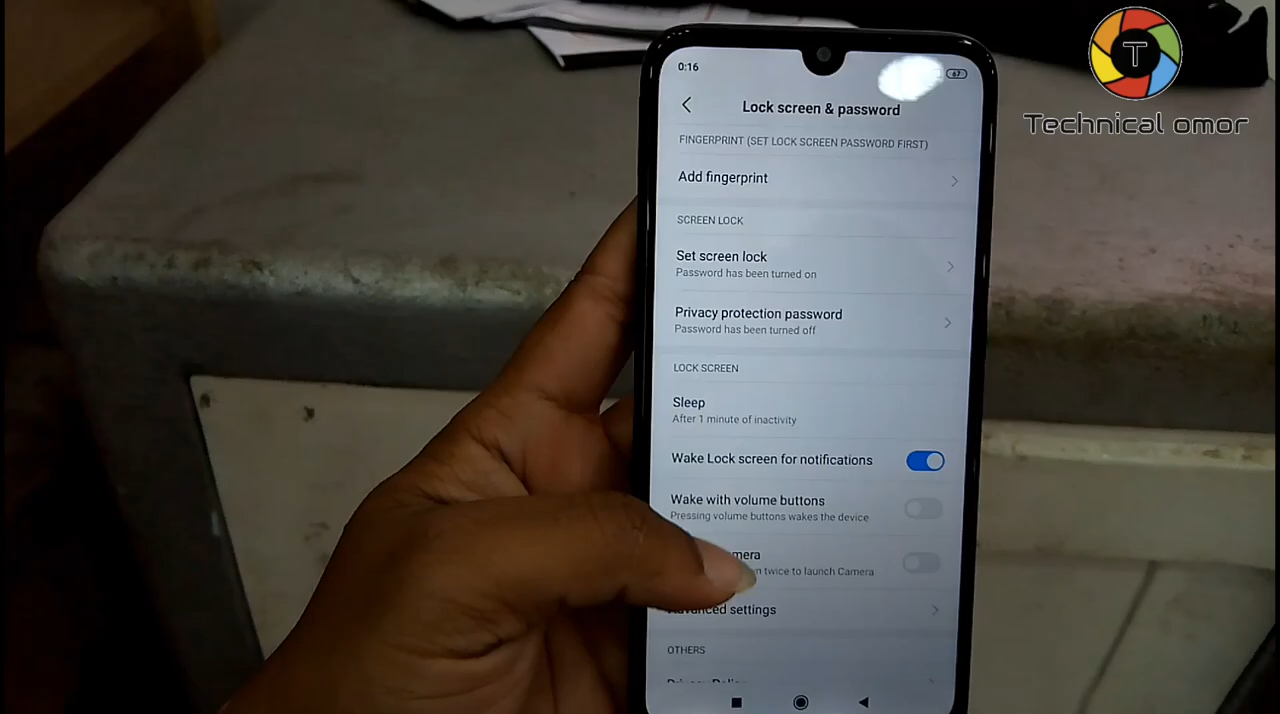 T
Technical omor
0:16
67
Lock screen & password
FINGERPRINT (SET LOCK SCREEN PASSWORD FIRST)
Add fingerprint
SCREEN LOCK
Set screen lock
Password has been turned on
Privacy protection password
Password has been turned off
LOCK SCREEN
Sleep
After 1 minute of inactivity
Wake Lock screen for notifications
Wake with volume buttons
Pressing volume buttons wakes the device
twice to launch Camera
Advanced settings
OTHERS